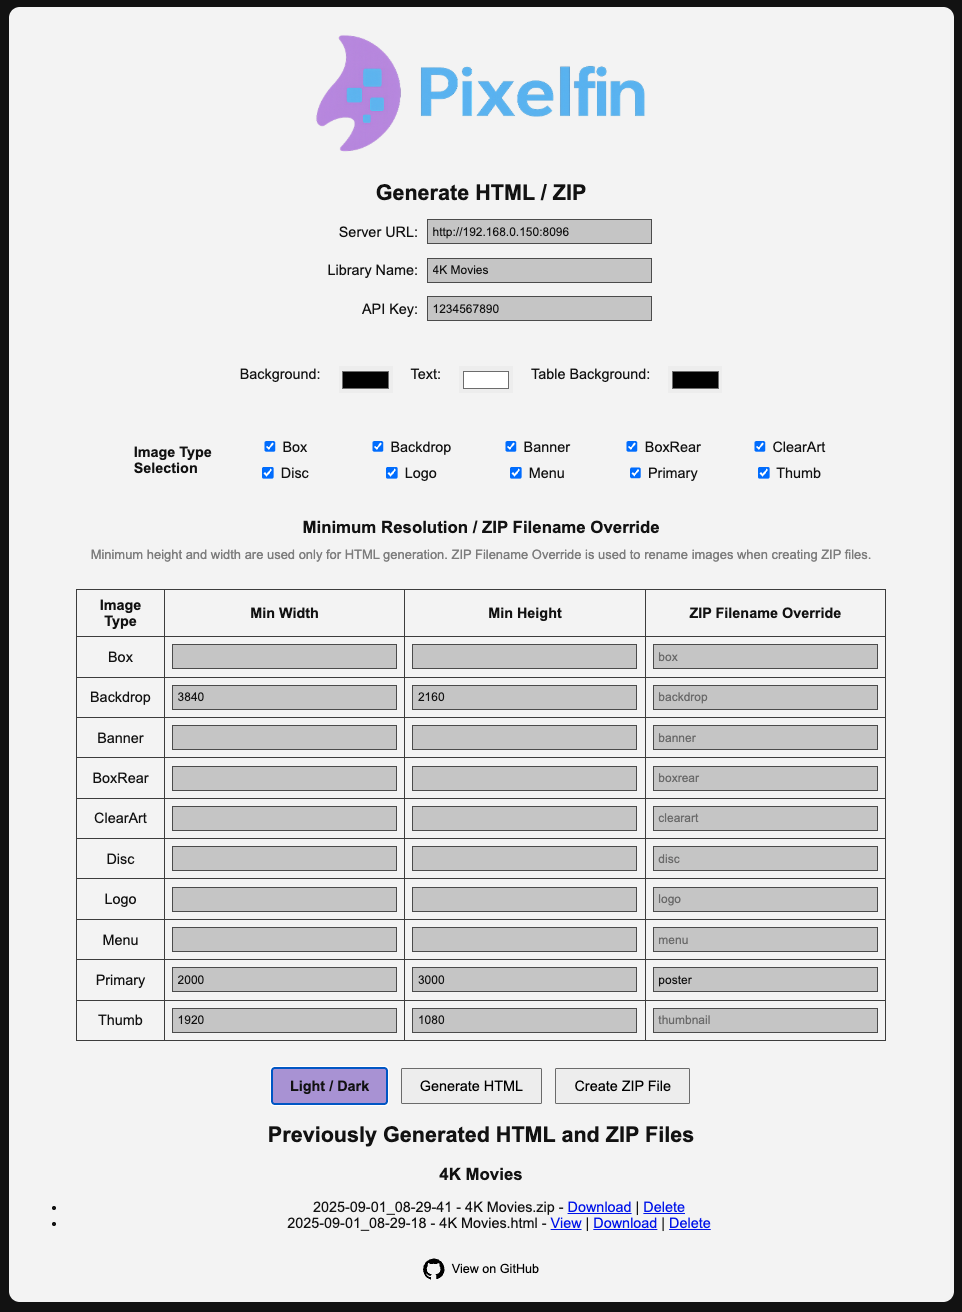 Pixelfin
Generate HTML / ZIP
Server URL: http://192.168.0.150:8096
Library Name: 4K Movies
API Key: 1234567890
Background: Text: Table Background:
Image Type
Selection
Box Backdrop Banner BoxRear ClearArt
Disc Logo Menu Primary Thumb
Minimum Resolution / ZIP Filename Override
Minimum height and width are used only for HTML generation. ZIP Filename Override is used to rename images when creating ZIP files.
Image
Type Min Width Min Height ZIP Filename Override
Box box
Backdrop 3840 2160 backdrop
Banner banner
BoxRear boxrear
ClearArt clearart
Disc disc
Logo logo
Menu menu
Primary 2000 3000 poster
Thumb 1920 1080 thumbnail
Light / Dark Generate HTML Create ZIP File
Previously Generated HTML and ZIP Files
4K Movies
2025-09-01_08-29-41 - 4K Movies.zip - Download | Delete
2025-09-01_08-29-18 - 4K Movies.html - View | Download | Delete
View on GitHub